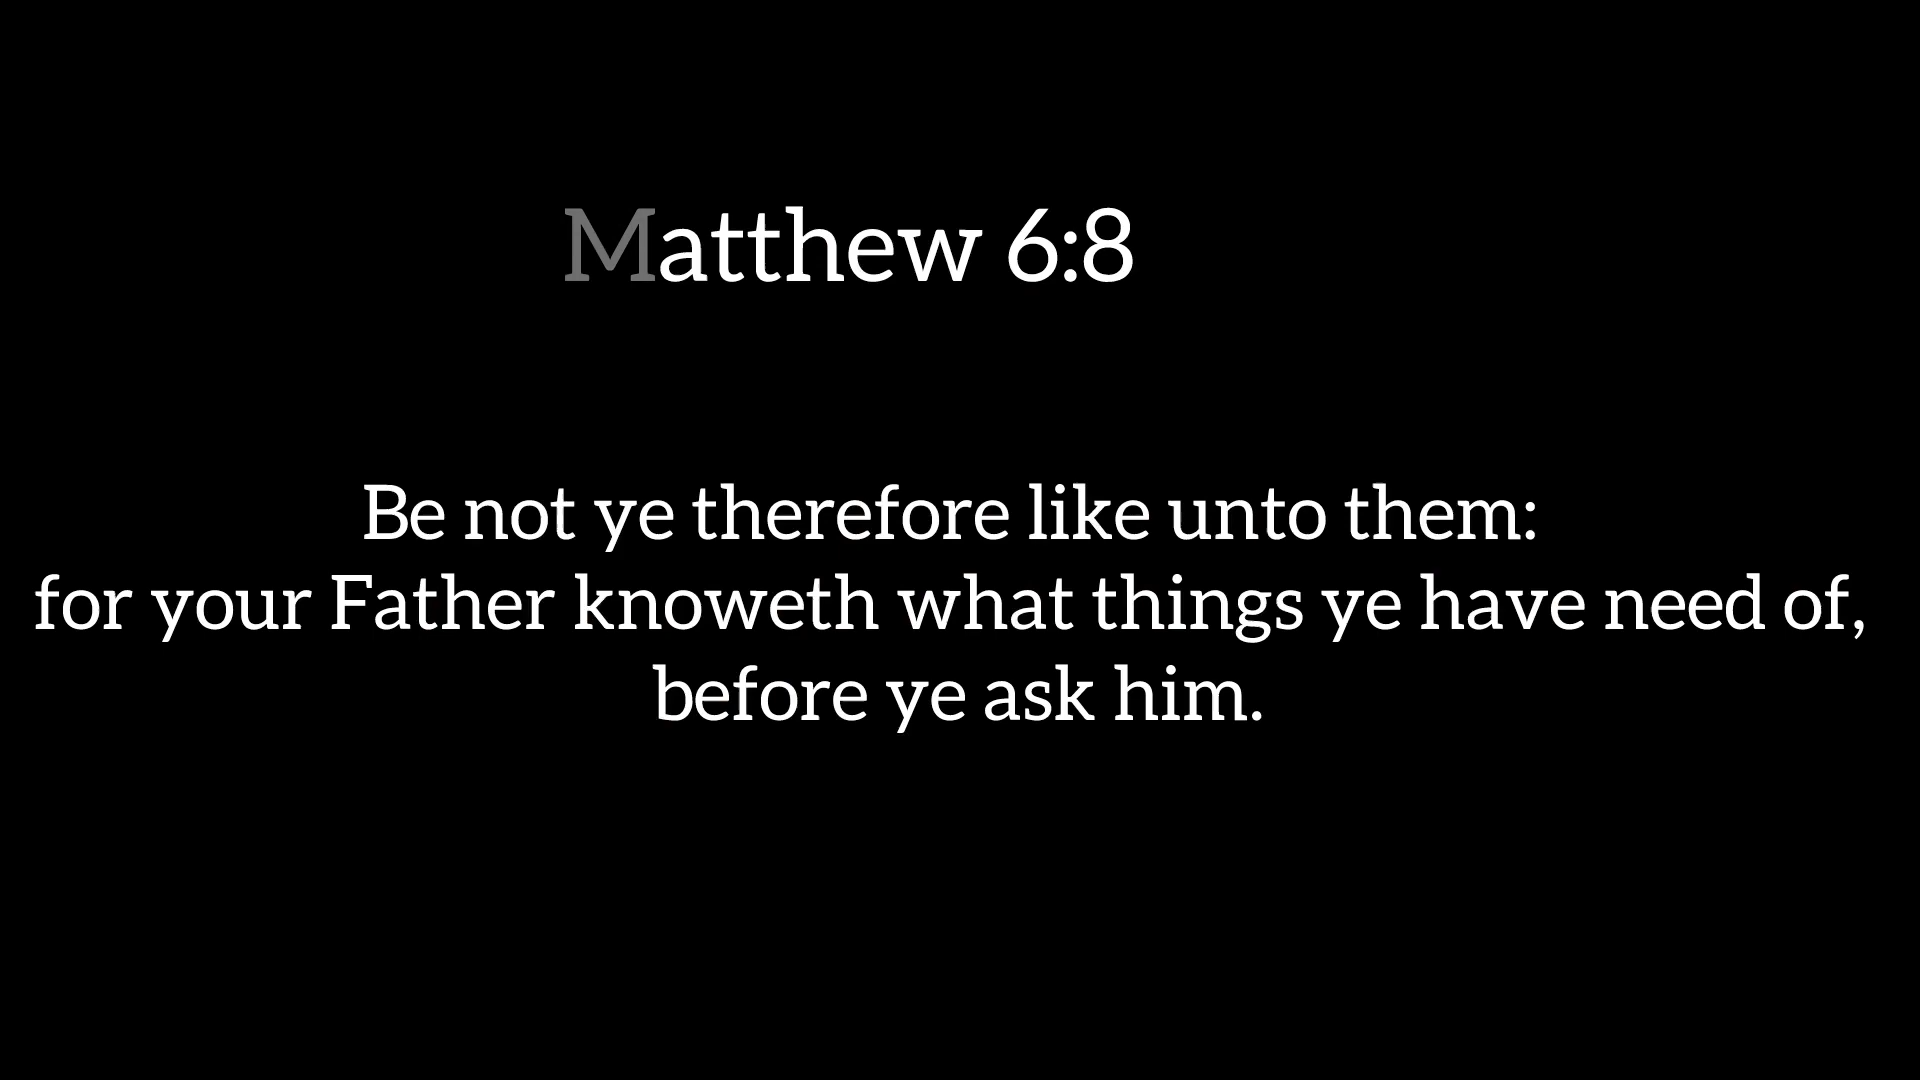 Matthew 6:8
Be not ye therefore like unto them:
for your Father knoweth what things ye have need of,
before ye ask him.